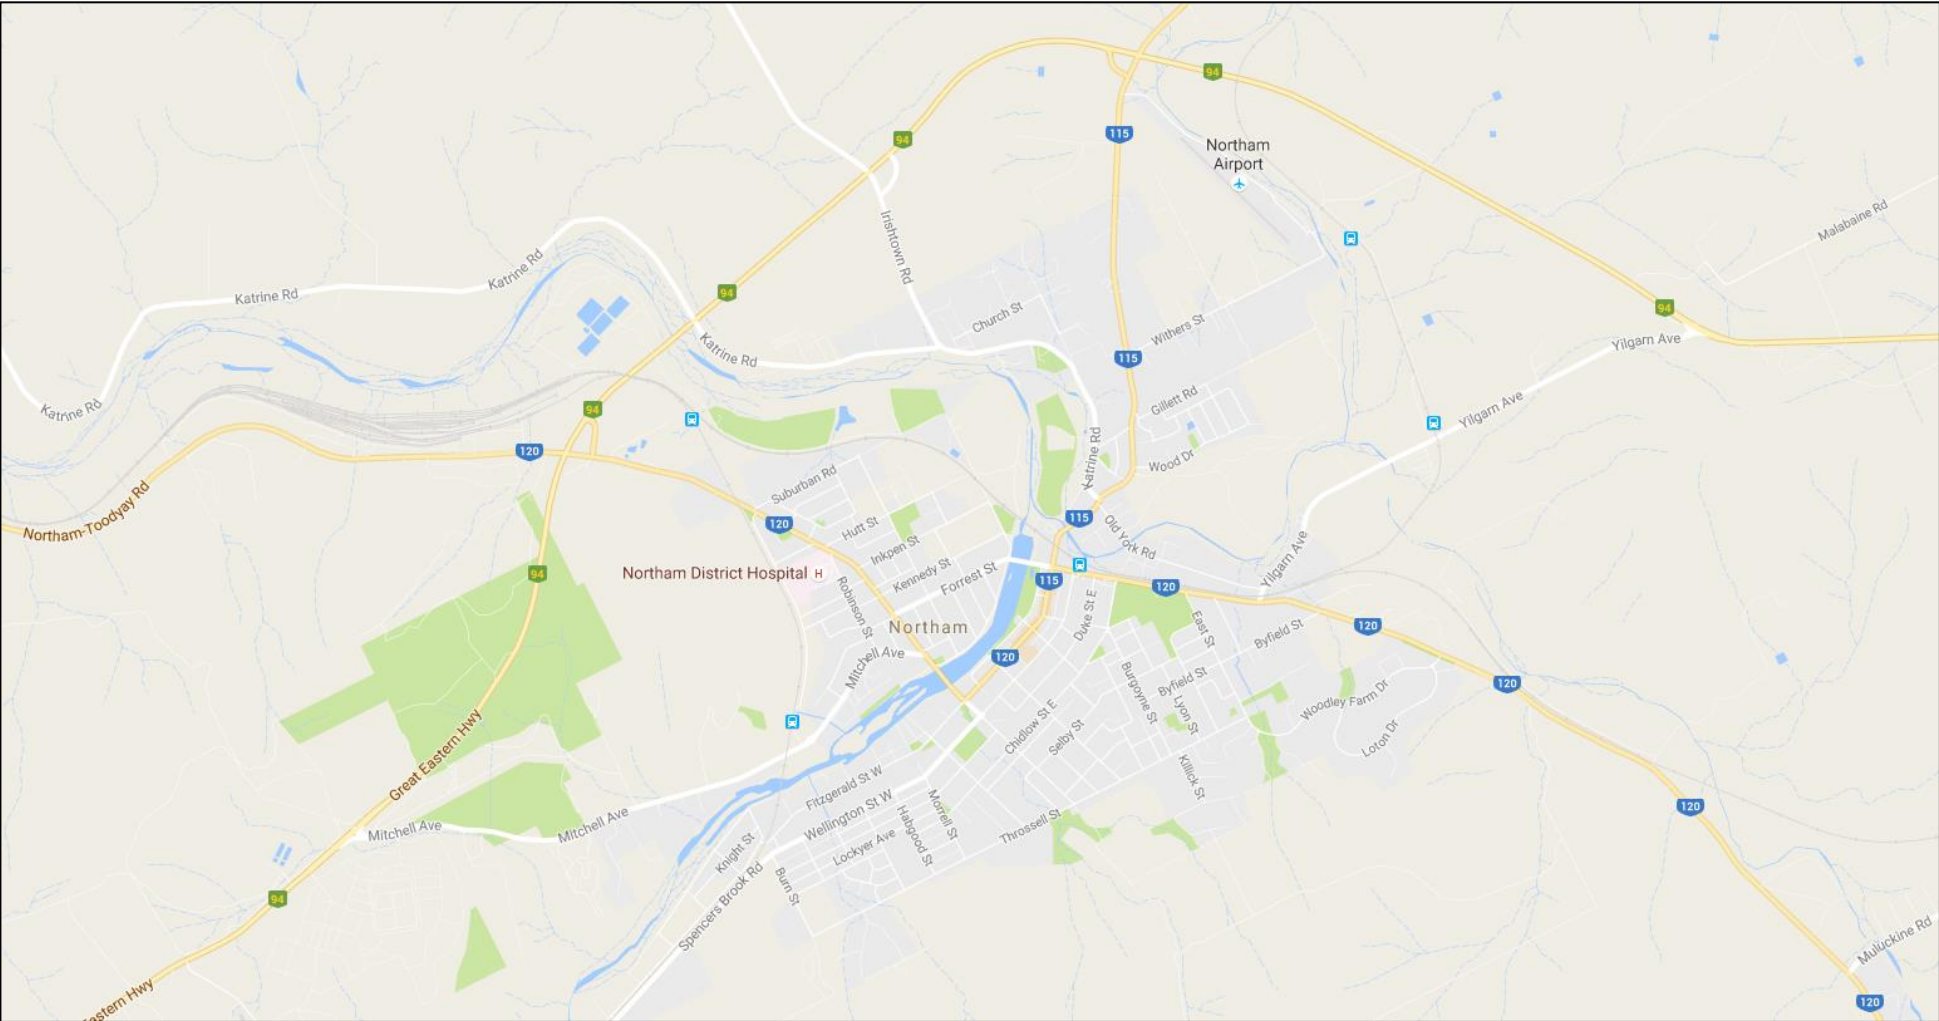 94
94
115
Northam
Airport
Malabaine Rd
Irishtown Rd
Katrine Rd
Katrine Rd
94
94
Church St
Withers St
Yilgarn Ave
115
Katrine Rd
Katrine Rd
94
Gillett Rd
Yilgarn Ave
120
Katrine Rd
Wood Dr
Suburban Rd
Northam-Toodyay Rd
120
Hutt St
115
Old York Rd
Inkpen St
Yilgarn Ave
94
Northam District Hospital H
Kennedy St
Forrest St
115
120
Robinson St
Duke St E
Northam
East St
Byfield St
120
Mitchell Ave
120
Byfield St
Burgoyne St
120
Woodley Farm Dr
Lyon St
Chidlow St E
Selby St
Loton Dr
Great Eastern Hwy
Fitzgerald St W
Killick St
Wellington St W
Morrell St
120
Mitchell Ave
Mitchell Ave
Habgood St
Throssell St
Lockyer Ave
Knight St
Burn St
94
Spencers Brook Rd
Muluckine Rd
astern Hwy
120